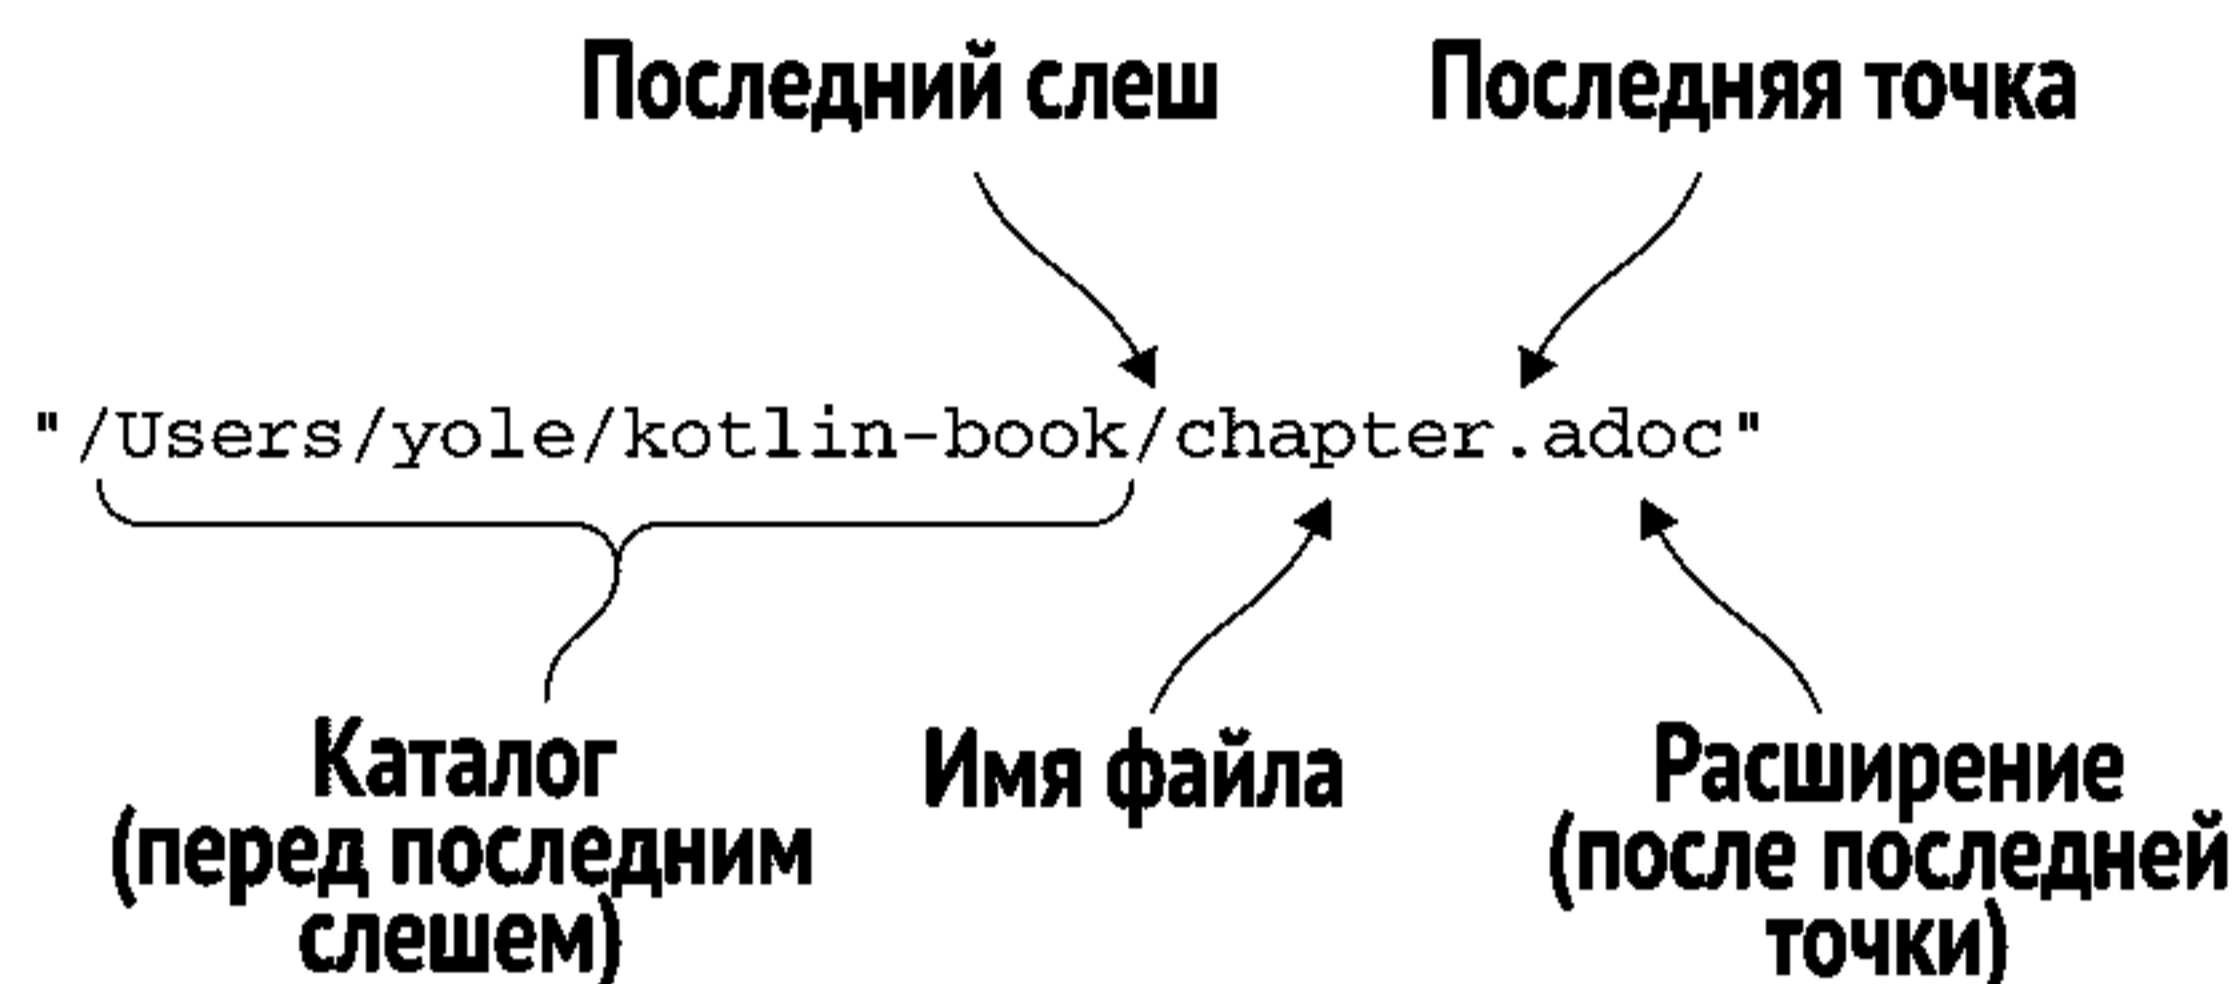 Последний слеш
Последняя точка
"/Users/yole/kotlin-book/chapter.adoc"
Каталог
(перед последним
слешем)
Имя файла
Расширение
(после последней
точки)